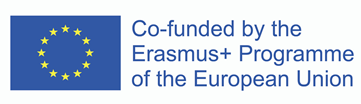 Co-funded by the
Erasmus+ Programme
of the European Union